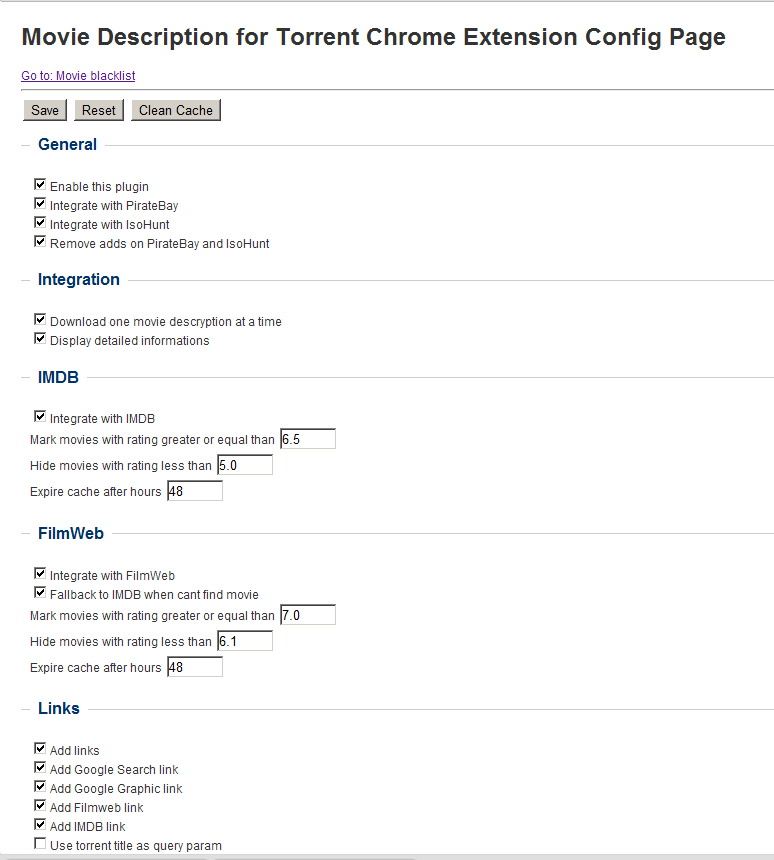 Movie Description for Torrent Chrome Extension Config Page
Go to: Movie blacklist
Save Reset Clean Cache
General
Enable this plugin
Integrate with PirateBay
Integrate with IsoHunt
Remove adds on PirateBay and IsoHunt
Integration
Download one movie descryption at a time
Display detailed informations
IMDB
Integrate with IMDB
Mark movies with rating greater or equal than 6.5
Hide movies with rating less than 5.0
Expire cache after hours 48
FilmWeb
Integrate with FilmWeb
Fallback to IMDB when cant find movie
Mark movies with rating greater or equal than 7.0
Hide movies with rating less than 6.1
Expire cache after hours 48
Links
Add links
Add Google Search link
Add Google Graphic link
Add Filmweb link
Add IMDB link
Use torrent title as query param